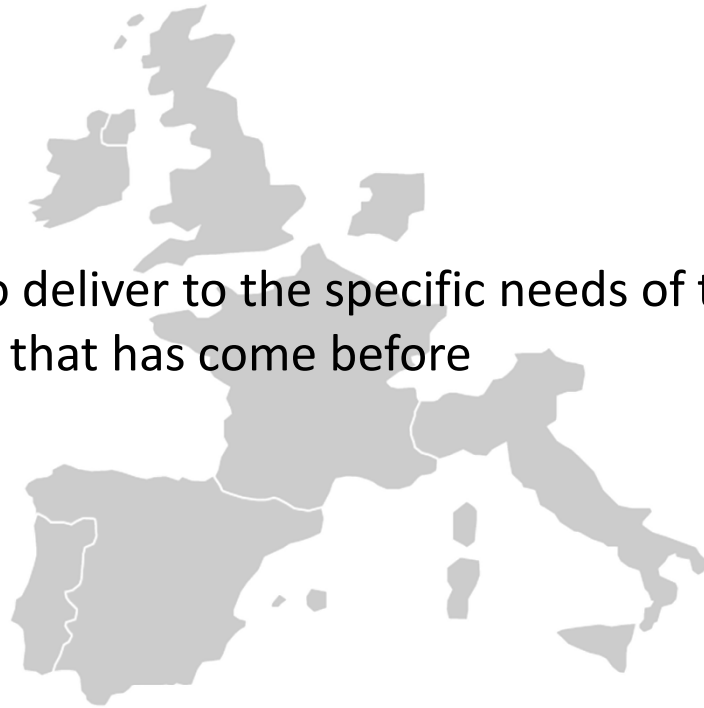 deliver to the specific needs of
that has come before